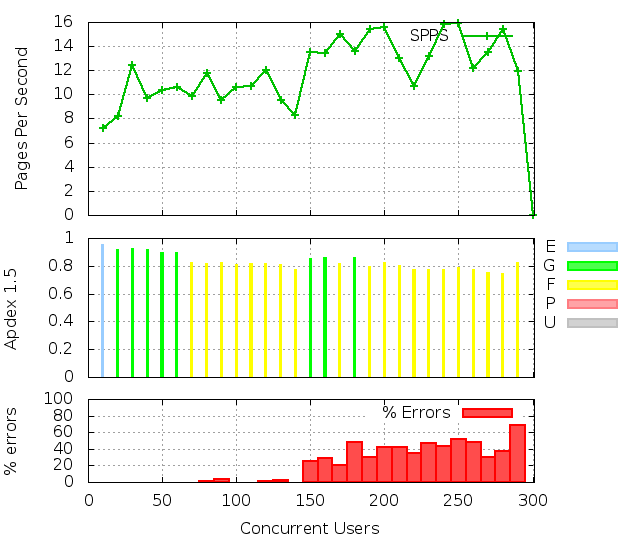 Pages Per Second
16
14
12
10
8
6
4
2
0
SPPS
Apdex 1.5
1
0.8
0.6
0.4
0.2
0
E
G
F
P
U
% errors
100
80
60
40
20
0
% Errors
0 50 100 150 200 250 300
Concurrent Users